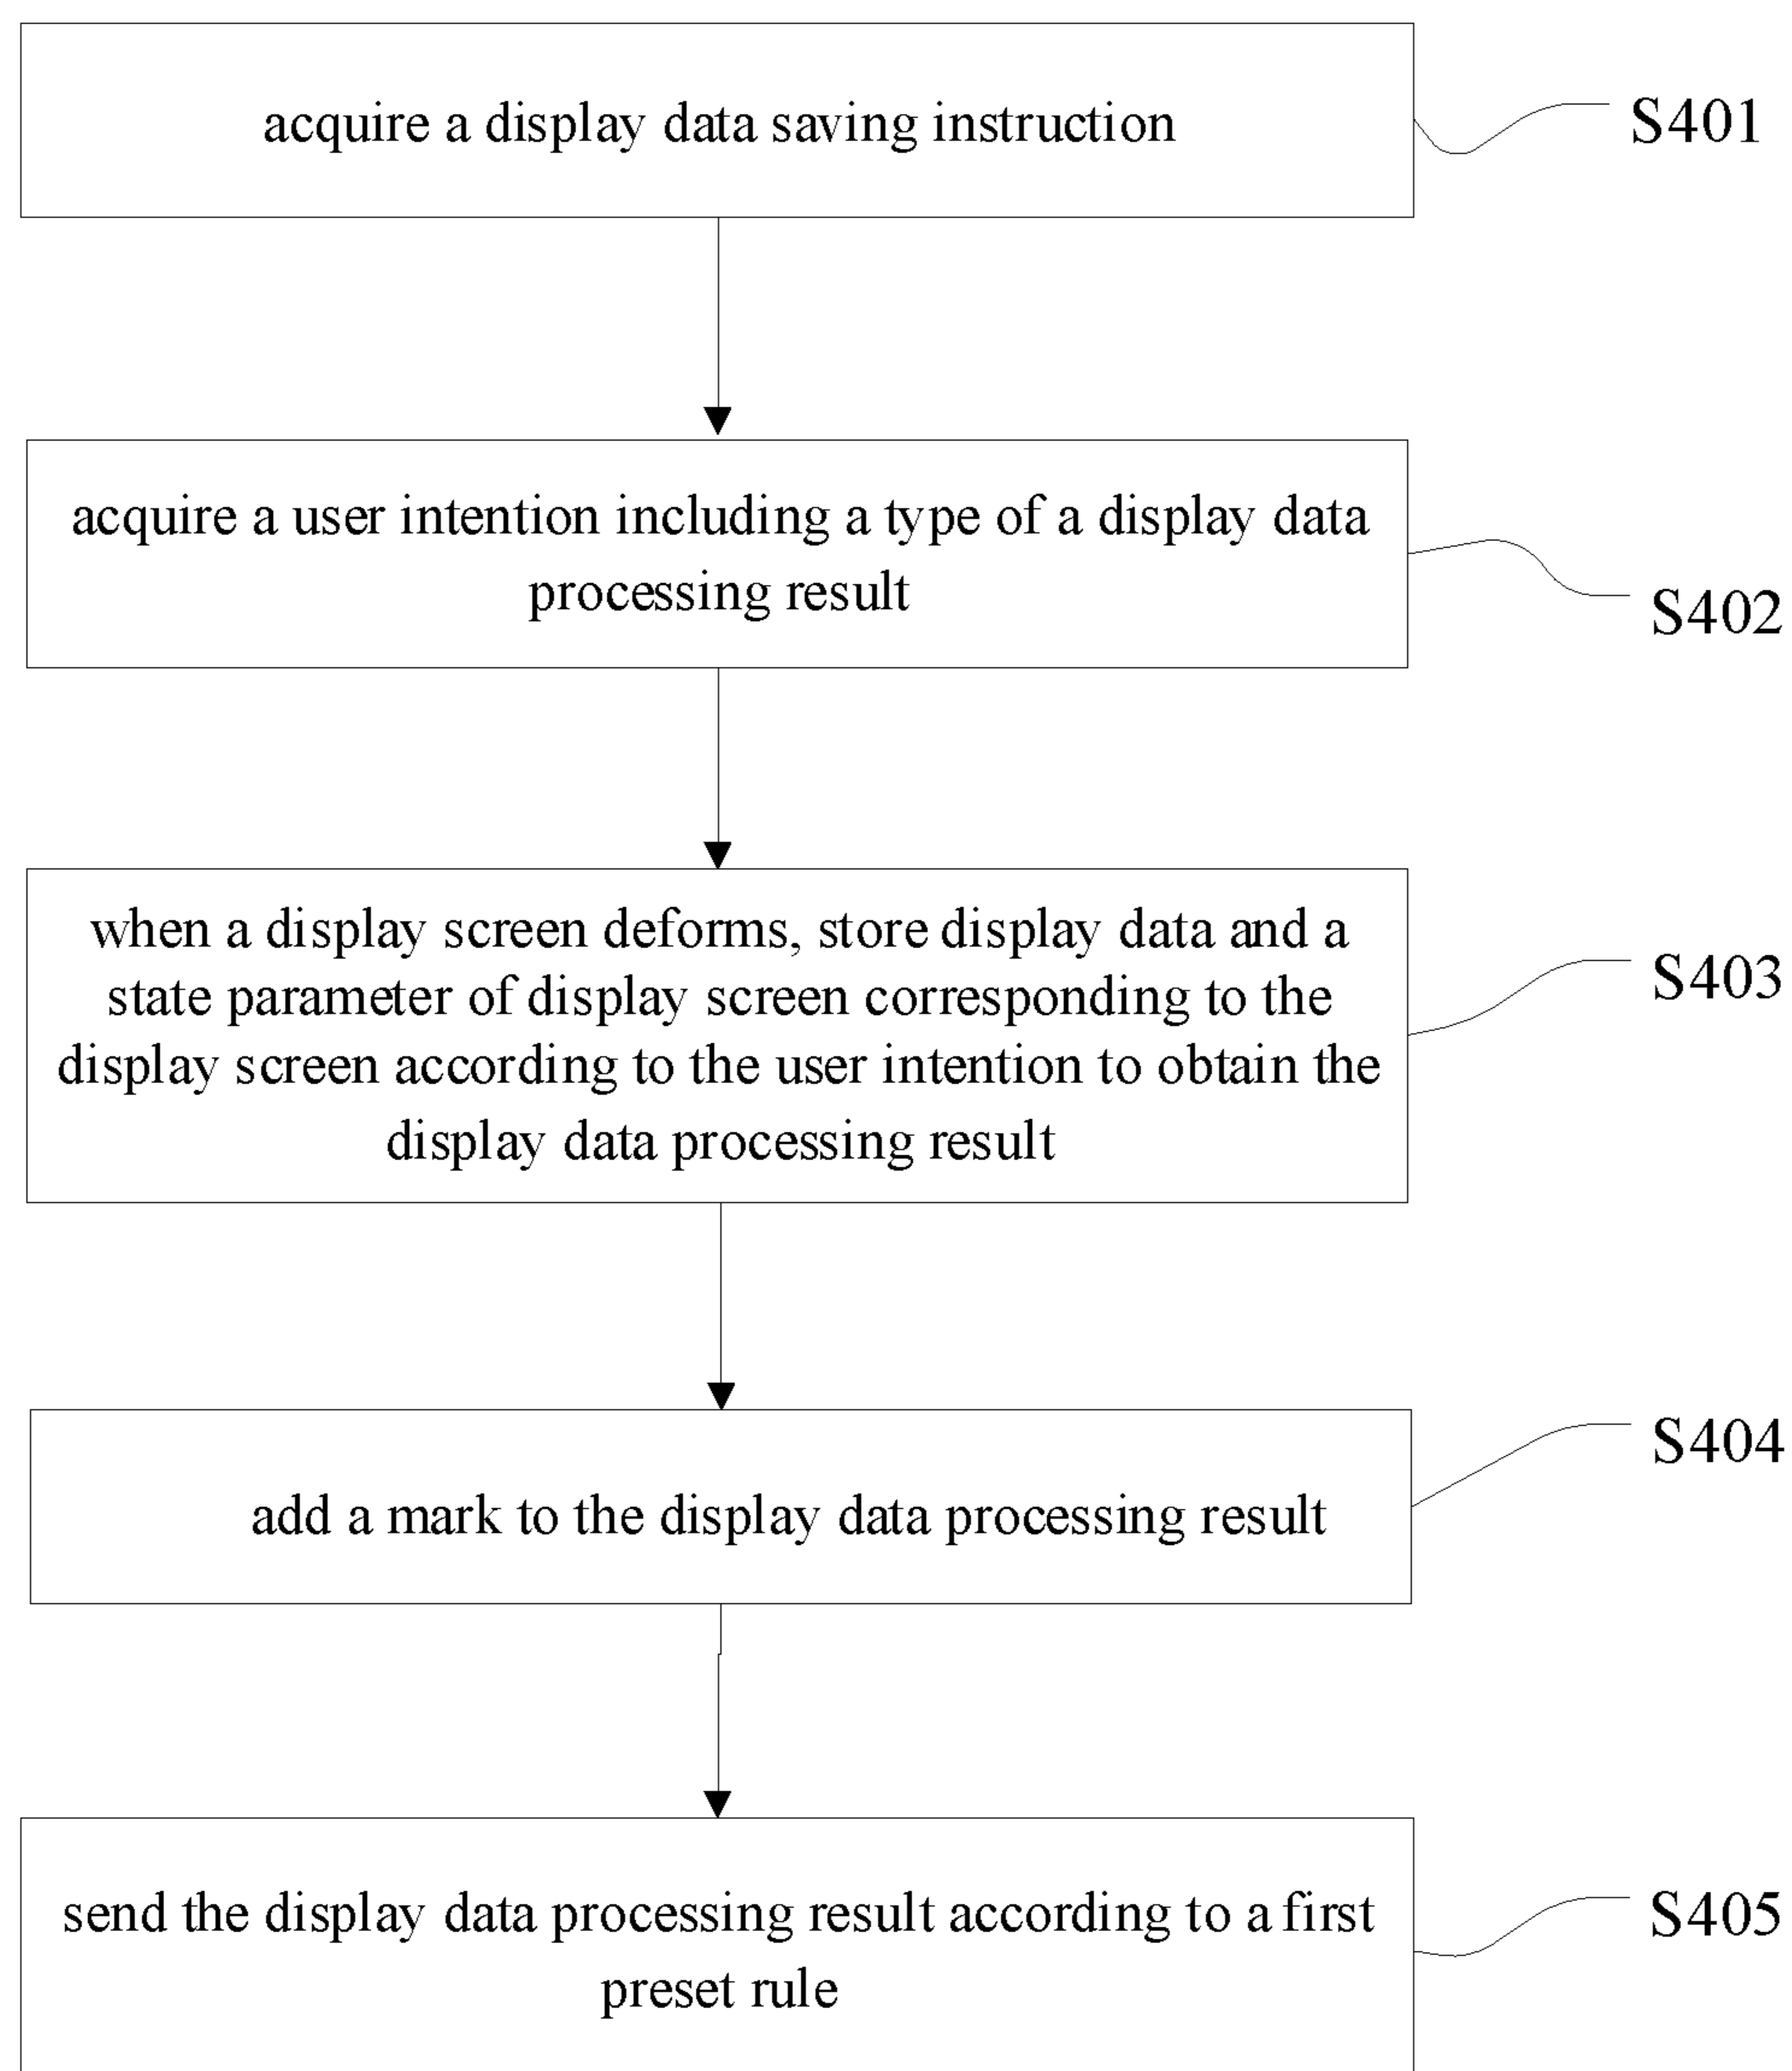 acquire a display data saving instruction
S401
acquire a user intention including a type of a display data
processing result
S402
when a display screen deforms, store display data and a
state parameter of display screen corresponding to the
display screen according to the user intention to obtain the
display data processing result
S403
add a mark to the display data processing result
S404
send the display data processing result according to a first
preset rule
S405